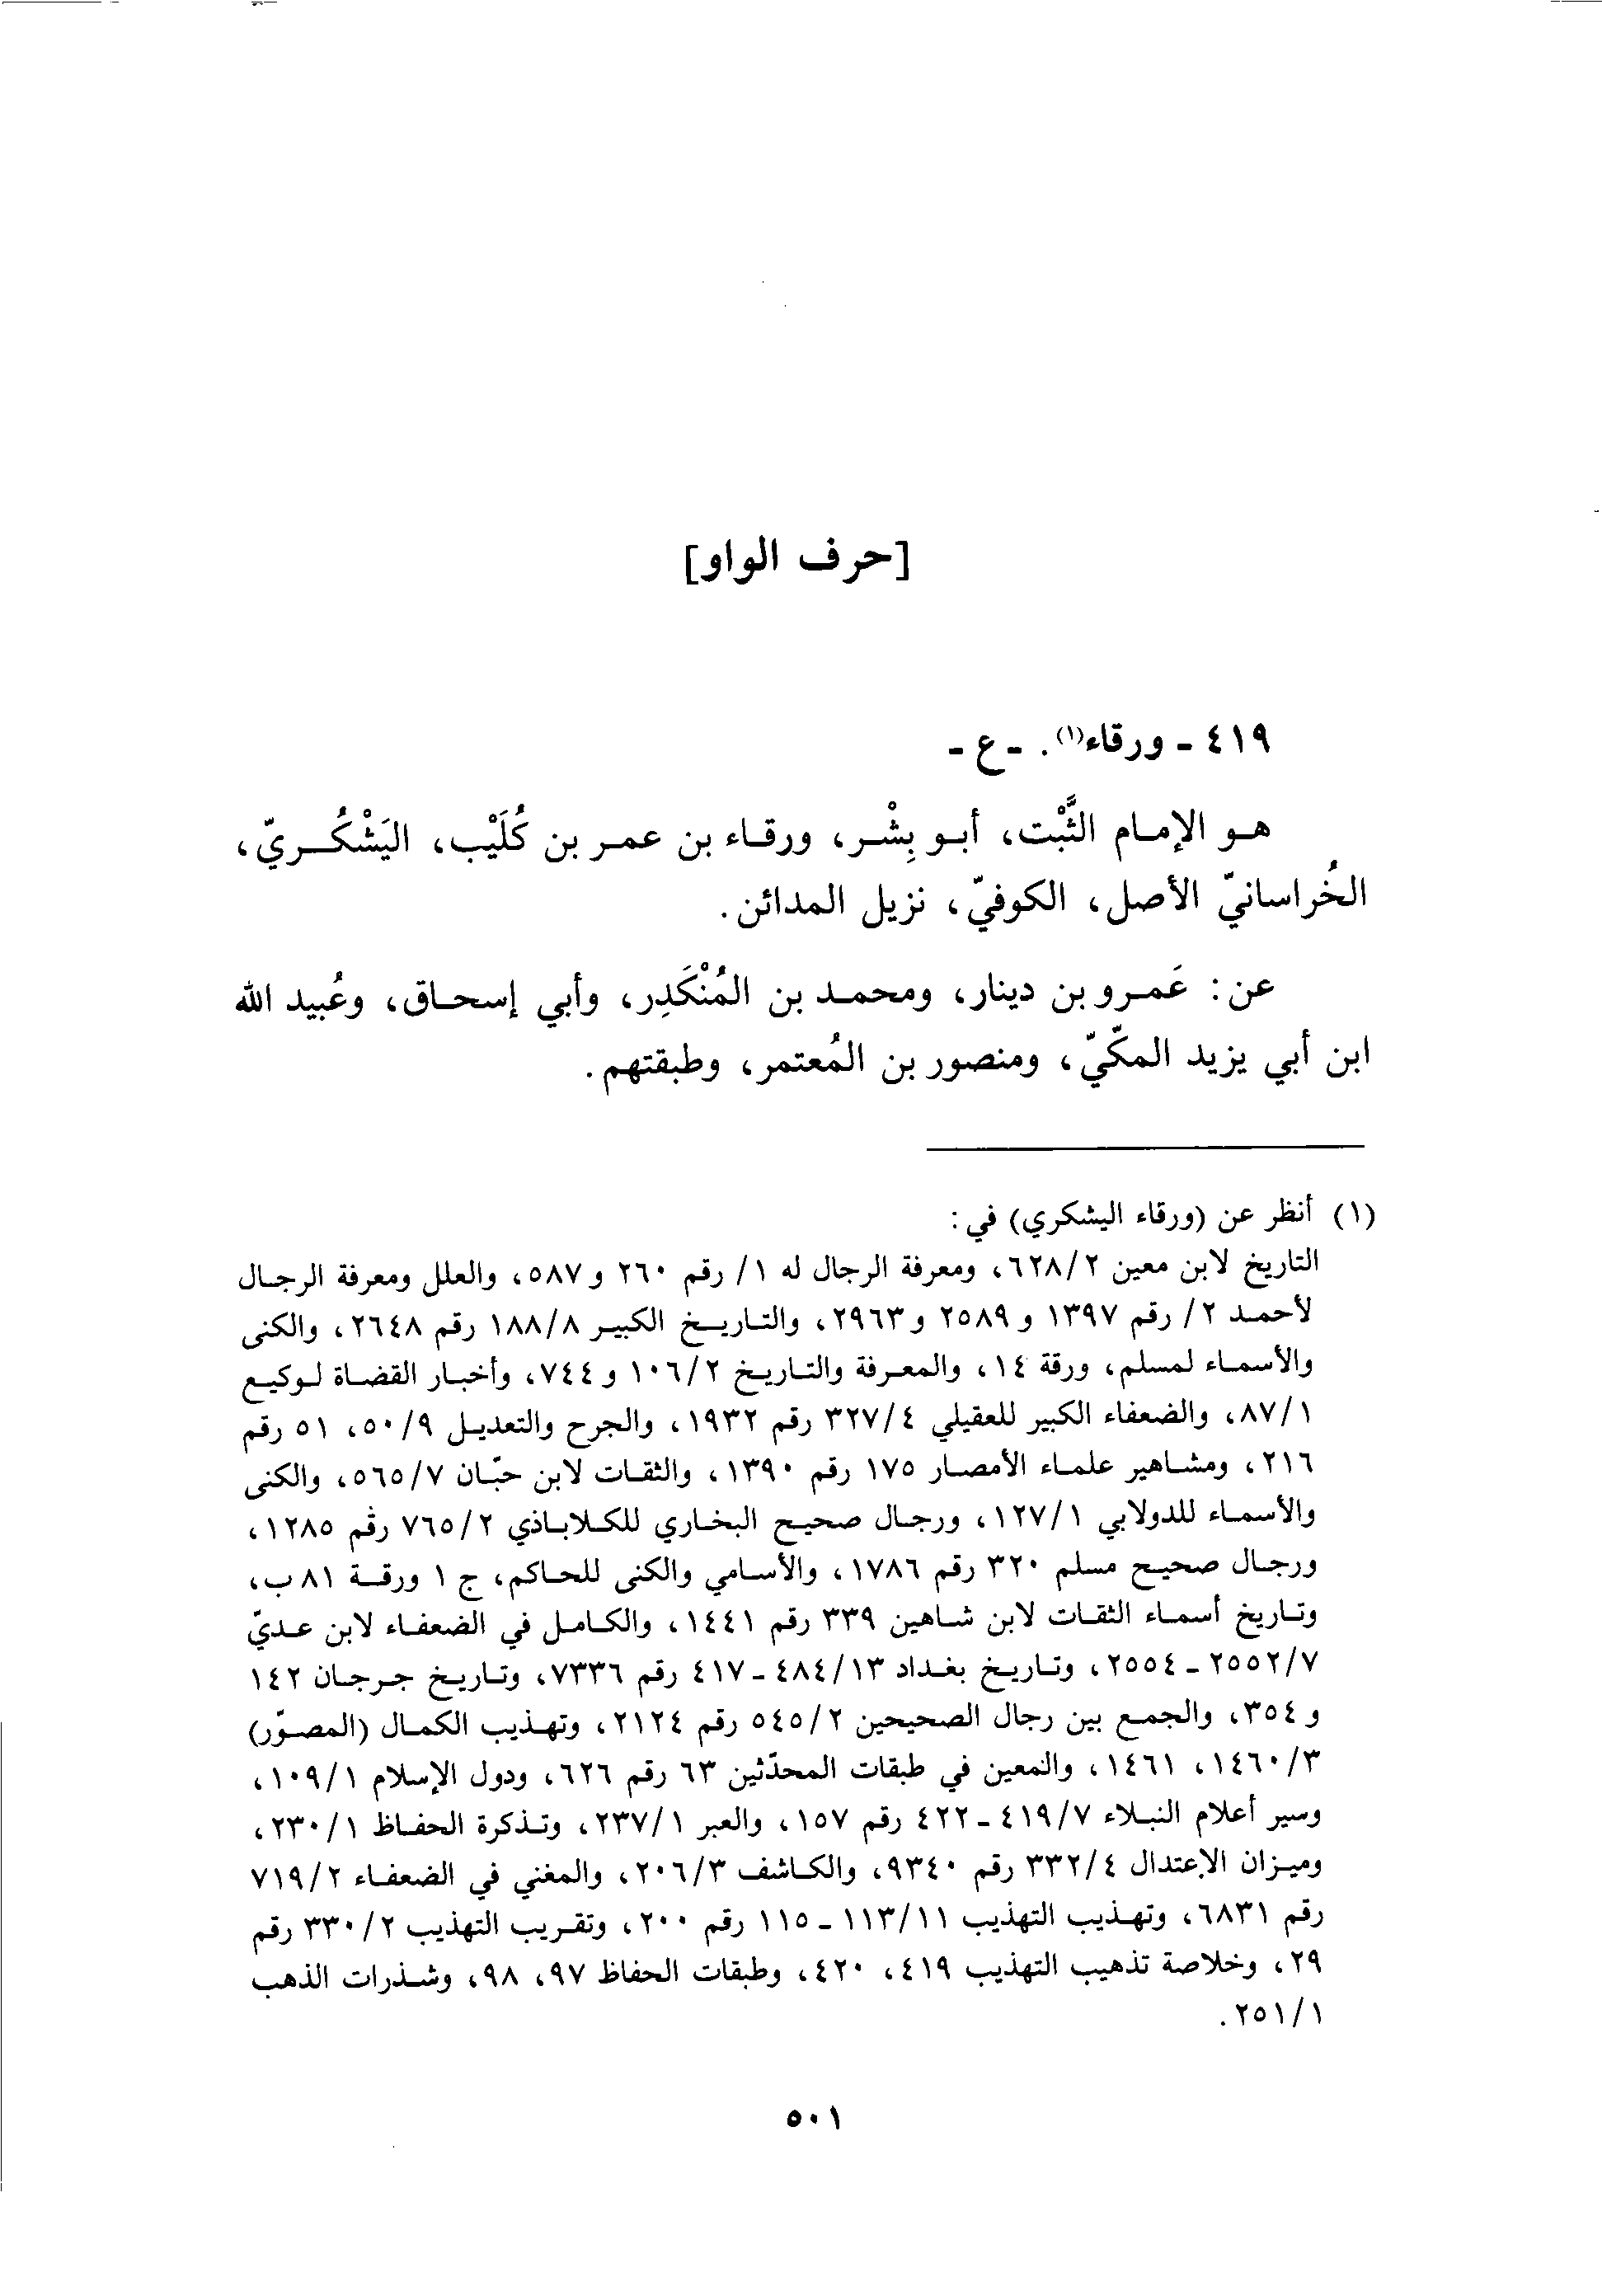 [حرف الواو]
٤١٩ - ورقاء(١). - ع -
هو الإمام الثَّبْت، أبو بِشْر، ورقاء بن عمر بن كُلَيْب، اليَشْكُريّ،
الخُراسانيّ الأصل، الكوفيّ، نزيل المدائن.
عن: عَمرو بن دينار، ومحمد بن المُنْكَدِر، وأبي إسحاق، وعُبيد الله
ابن أبي يزيد المكّيّ، ومنصور بن المُعتمر، وطبقتهم.
(١) أنظر عن (ورقاء اليشكري) في:
التاريخ لابن معين ٦٢٨/٢، ومعرفة الرجال له ١/ رقم ٢٦٠ و٥٨٧، والعلل ومعرفة الرجال
لأحمد ٢/ رقم ١٣٩٧ و٢٥٨٩ و٢٩٦٣، والتاريخ الكبير ١٨٨/٨ رقم ٢٦٤٨، والكنى
والأسماء لمسلم، ورقة ١٤، والمعرفة والتاريخ ١٠٦/٢ و٧٤٤، وأخبار القضاة لوكيع
٨٧/١، والضعفاء الكبير للعقيلي ٣٢٧/٤ رقم ١٩٣٢، والجرح والتعديل ٥٠/٩، ٥١ رقم
٢١٦، ومشاهير علماء الأمصار ١٧٥ رقم ١٣٩٠، والثقات لابن حبّان ٥٦٥/٧، والكنى
والأسماء للدولابي ١٢٧/١، ورجال صحيح البخاري للكلاباذي ٧٦٥/٢ رقم ١٢٨٥،
ورجال صحيح مسلم ٣٢٠ رقم ١٧٨٦، والأسامي والكنى للحاكم، ج ١ ورقة ٨١ب،
وتاريخ أسماء الثقات لابن شاهين ٣٣٩ رقم ١٤٤١، والكامل في الضعفاء لابن عديّ
٢٥٥٢/٧ - ٢٥٥٤، وتاريخ بغداد ٤٨٤/١٣ - ٤١٧ رقم ٧٣٣٦، وتاريخ جرجان ١٤٢
و٣٥٤، والجمع بين رجال الصحيحين ٥٤٥/٢ رقم ٢١٢٤، وتهذيب الكمال (المصوّر)
١٤٦٠/٣، ١٤٦١، والمعين في طبقات المحدّثين ٦٣ رقم ٦٢٦، ودول الإسلام ١٠٩/١،
وسير أعلام النبلاء ٤١٩/٧ - ٤٢٢ رقم ١٥٧، والعبر ٢٣٧/١، وتذكرة الحفاظ ٢٣٠/١،
وميزان الإعتدال ٣٣٢/٤ رقم ٩٣٤٠، والكاشف ٢٠٦/٣، والمغني في الضعفاء ٧١٩/٢
رقم ٦٨٣١، وتهذيب التهذيب ١١٣/١١ - ١١٥ رقم ٢٠٠، وتقريب التهذيب ٣٣٠/٢ رقم
٢٩، وخلاصة تذهيب التهذيب ٤١٩، ٤٢٠، وطبقات الحفاظ ٩٧، ٩٨، وشذرات الذهب
٢٥١/١.
٥٠١